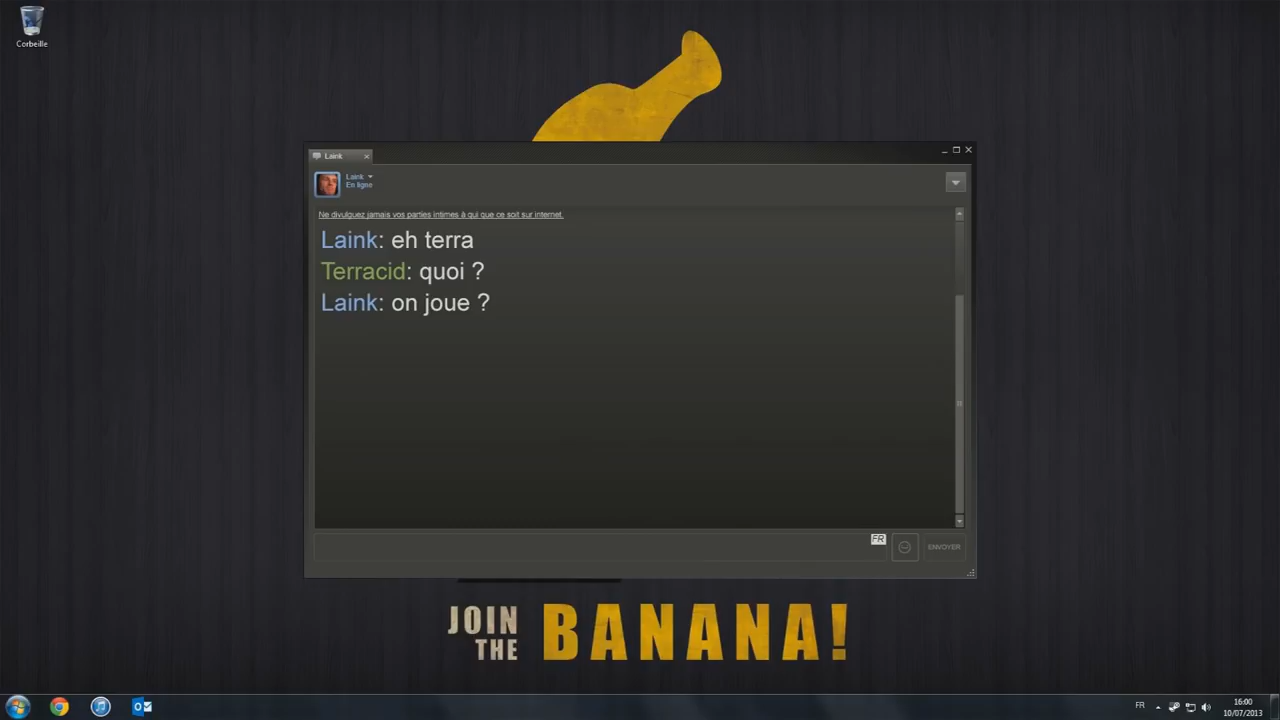 Corbeille
Laink
Laink
En ligne
Ne divulguez jamais vos parties intimes à qui que ce soit sur internet.
Laink: eh terra
Terracid: quoi ?
Laink: on joue ?
FR
ENVOYER
JOIN
THE
BANANA!
FR
16:00
10/07/2013